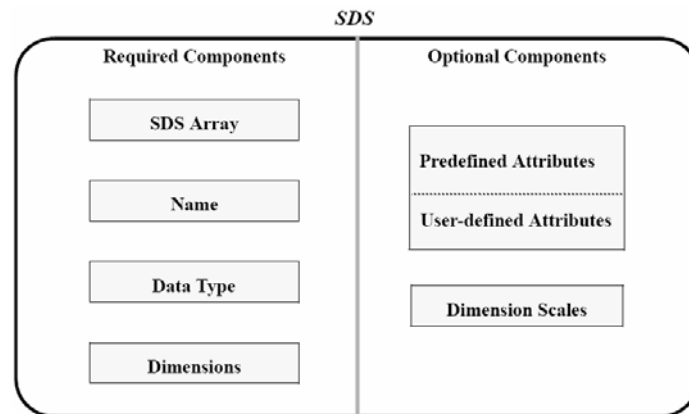 SDS
Required Components
SDS Array
Name
Data Type
Dimensions
Optional Components
Predefined Attributes
User-defined Attributes
Dimension Scales